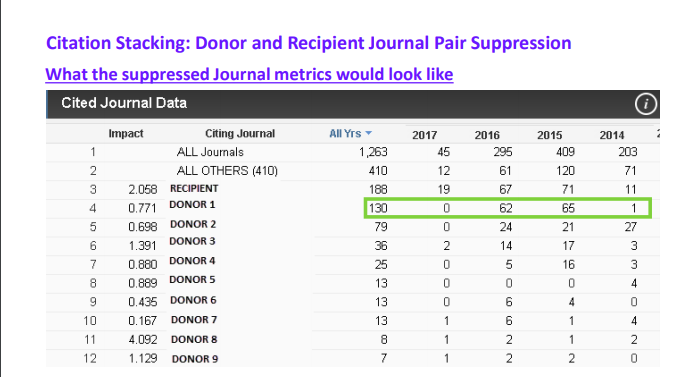 Citation Stacking: Donor and Recipient Journal Pair Suppression
What the suppressed Journal metrics would look like
Cited Journal Data i
Impact Citing Journal All Yrs 2017 2016 2015 2014
1 ALL Journals 1,263 45 295 409 203
2 ALL OTHERS (410) 410 12 61 120 71
3 2.058 RECIPIENT 188 19 67 71 11
4 0.771 DONOR 1 130 0 62 65 1
5 0.698 DONOR 2 79 0 24 21 27
6 1.391 DONOR 3 36 2 14 17 3
7 0.880 DONOR 4 25 0 5 16 3
8 0.889 DONOR 5 13 0 0 0 4
9 0.435 DONOR 6 13 0 6 4 0
10 0.167 DONOR 7 13 1 6 1 4
11 4.092 DONOR 8 8 1 2 1 2
12 1.129 DONOR 9 7 1 2 2 0